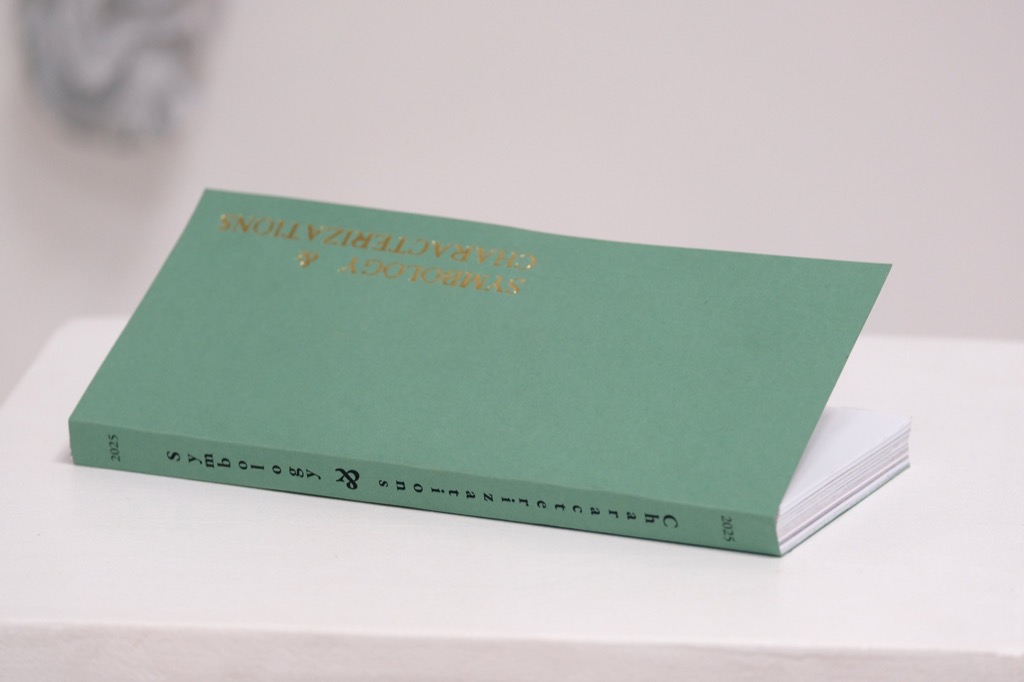 SYMBOLOGY &
CHARACTERIZATIONS
2025
Symbology & Characterizations
2025